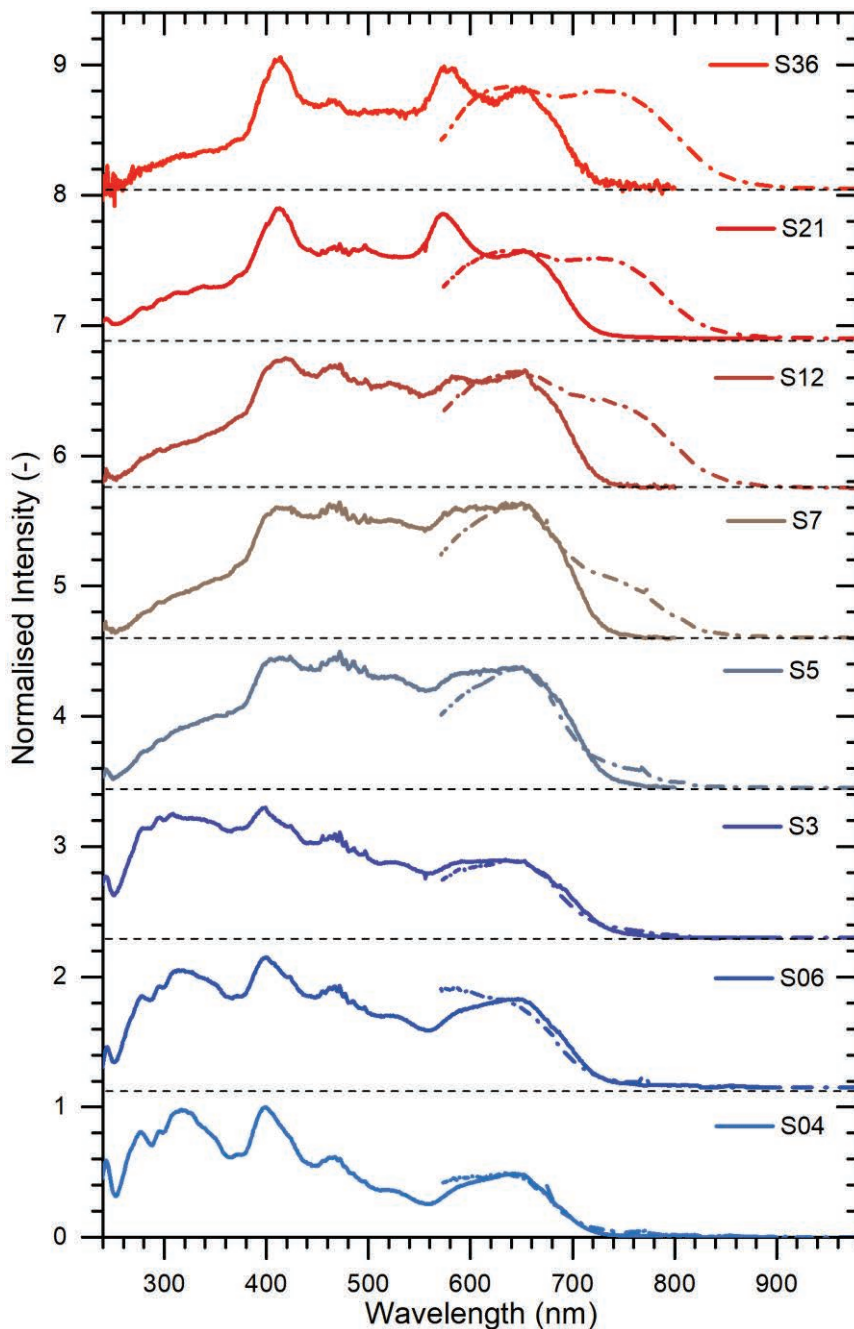 9
S36
8
S21
7
S12
6
S7
5
S5
4
S3
3
S06
2
S04
1
0
Normalised Intensity (-)
300 400 500 600 700 800 900
Wavelength (nm)